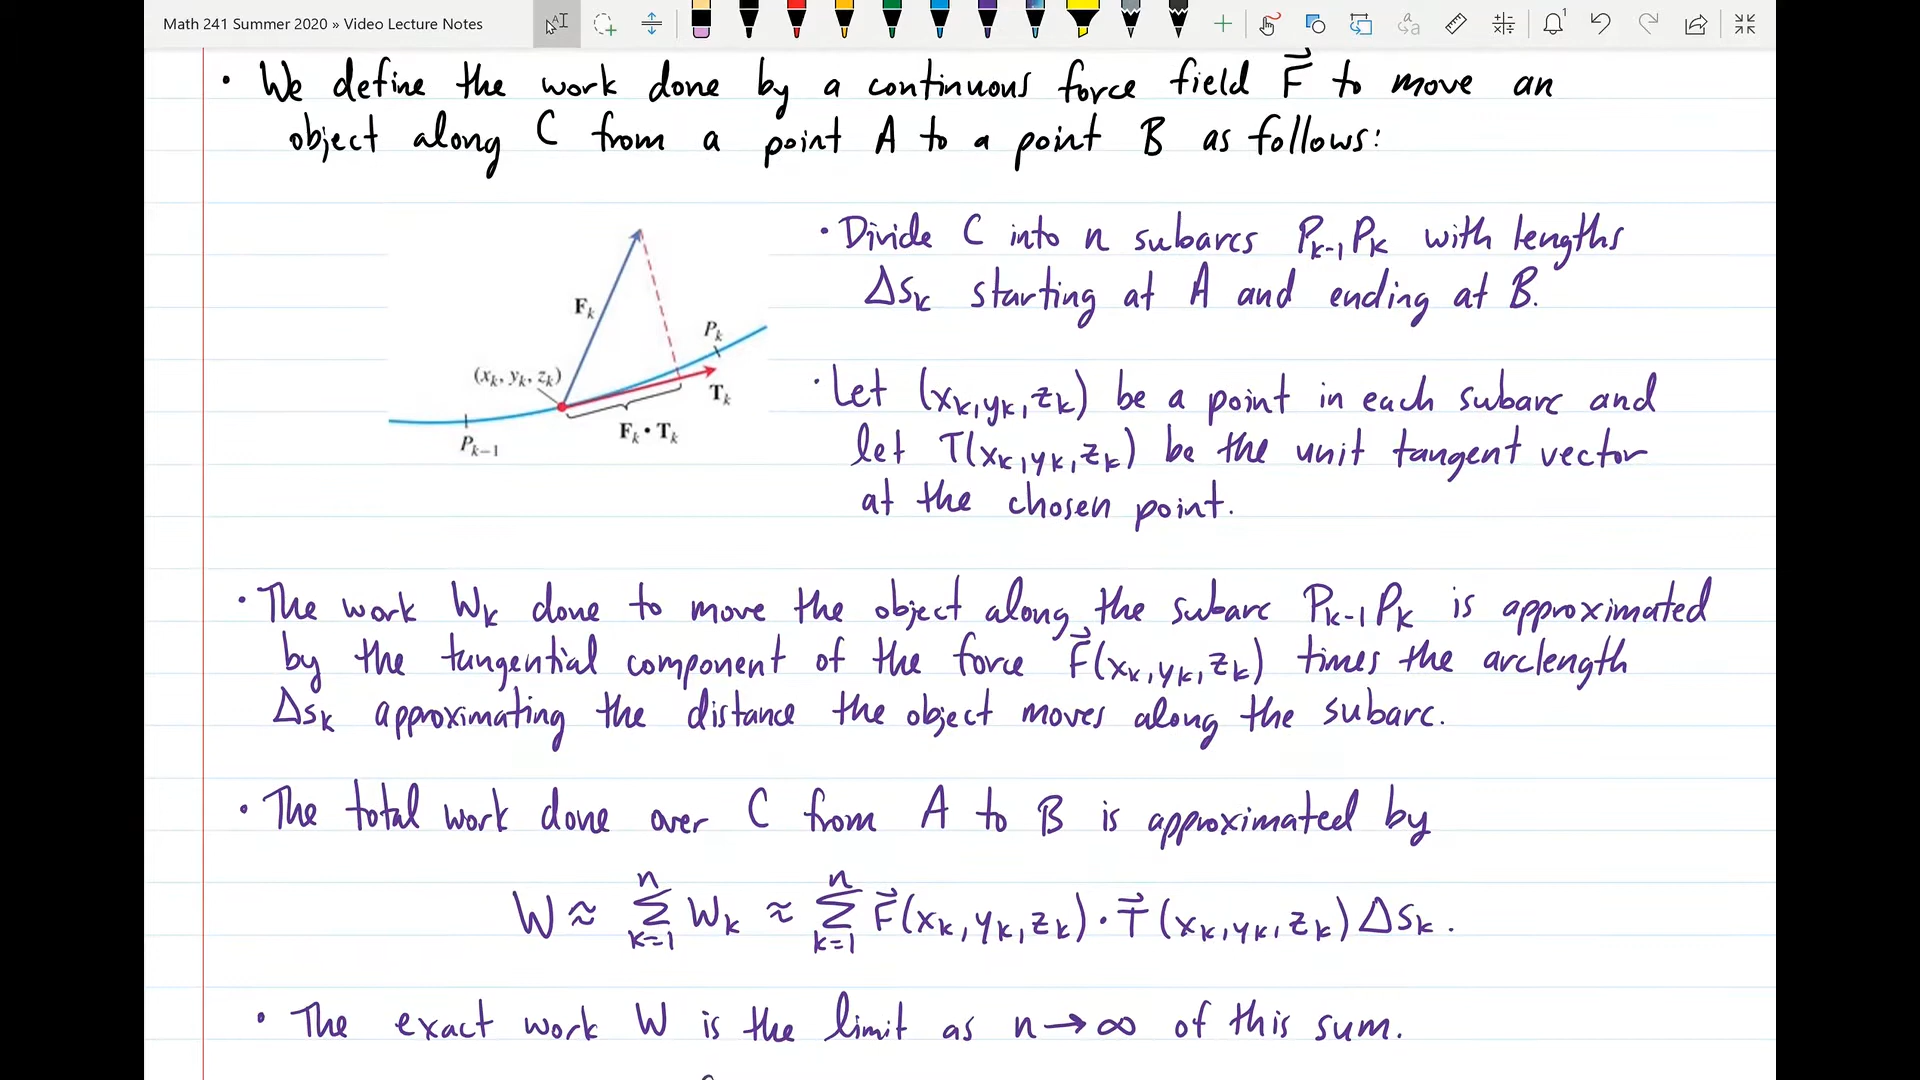 Math 241 Summer 2020 » Video Lecture Notes
• We define the work done by a continuous force field F⃗ to move an
object along C from a point A to a point B as follows:
• Divide C into n subarcs Pₖ₋₁Pₖ with lengths
Δsₖ starting at A and ending at B.
Fₖ
Pₖ
(xₖ, yₖ, zₖ)
Tₖ
Fₖ • Tₖ
Pₖ₋₁
• Let (xₖ,yₖ,zₖ) be a point in each subarc and
let T(xₖ,yₖ,zₖ) be the unit tangent vector
at the chosen point.
• The work Wₖ done to move the object along the subarc Pₖ₋₁Pₖ is approximated
by the tangential component of the force F⃗(xₖ,yₖ,zₖ) times the arclength
Δsₖ approximating the distance the object moves along the subarc.
• The total work done over C from A to B is approximated by
W ≈ ∑ₖ₌₁ⁿ Wₖ ≈ ∑ₖ₌₁ⁿ F⃗(xₖ,yₖ,zₖ)·T⃗(xₖ,yₖ,zₖ)Δsₖ.
• The exact work W is the limit as n→∞ of this sum.